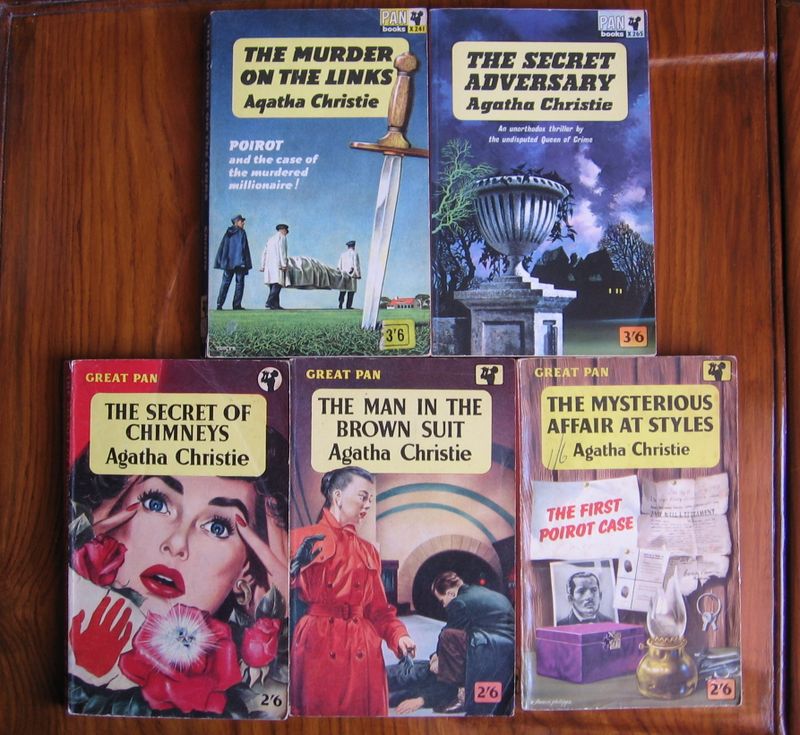 THE MURDER
ON THE LINKS
Agatha Christie
PAN
books X 241
POIROT
and the case of
the murdered
millionaire!
3'6
THE SECRET
ADVERSARY
Agatha Christie
PAN
books X 265
An unorthodox thriller by
the undisputed Queen of Crime
3'6
GREAT PAN
THE SECRET OF
CHIMNEYS
Agatha Christie
2'6
GREAT PAN
THE MAN IN THE
BROWN SUIT
Agatha Christie
2'6
GREAT PAN
THE MYSTERIOUS
AFFAIR AT STYLES
1/6 Agatha Christie
THE FIRST
POIROT CASE
2'6